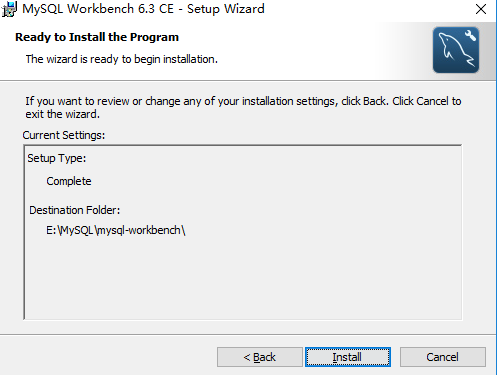 MySQL Workbench 6.3 CE - Setup Wizard
Ready to Install the Program
The wizard is ready to begin installation.
If you want to review or change any of your installation settings, click Back. Click Cancel to
exit the wizard.
Current Settings:
Setup Type:
Complete
Destination Folder:
E:\MySQL\mysql-workbench\
< Back
Install
Cancel